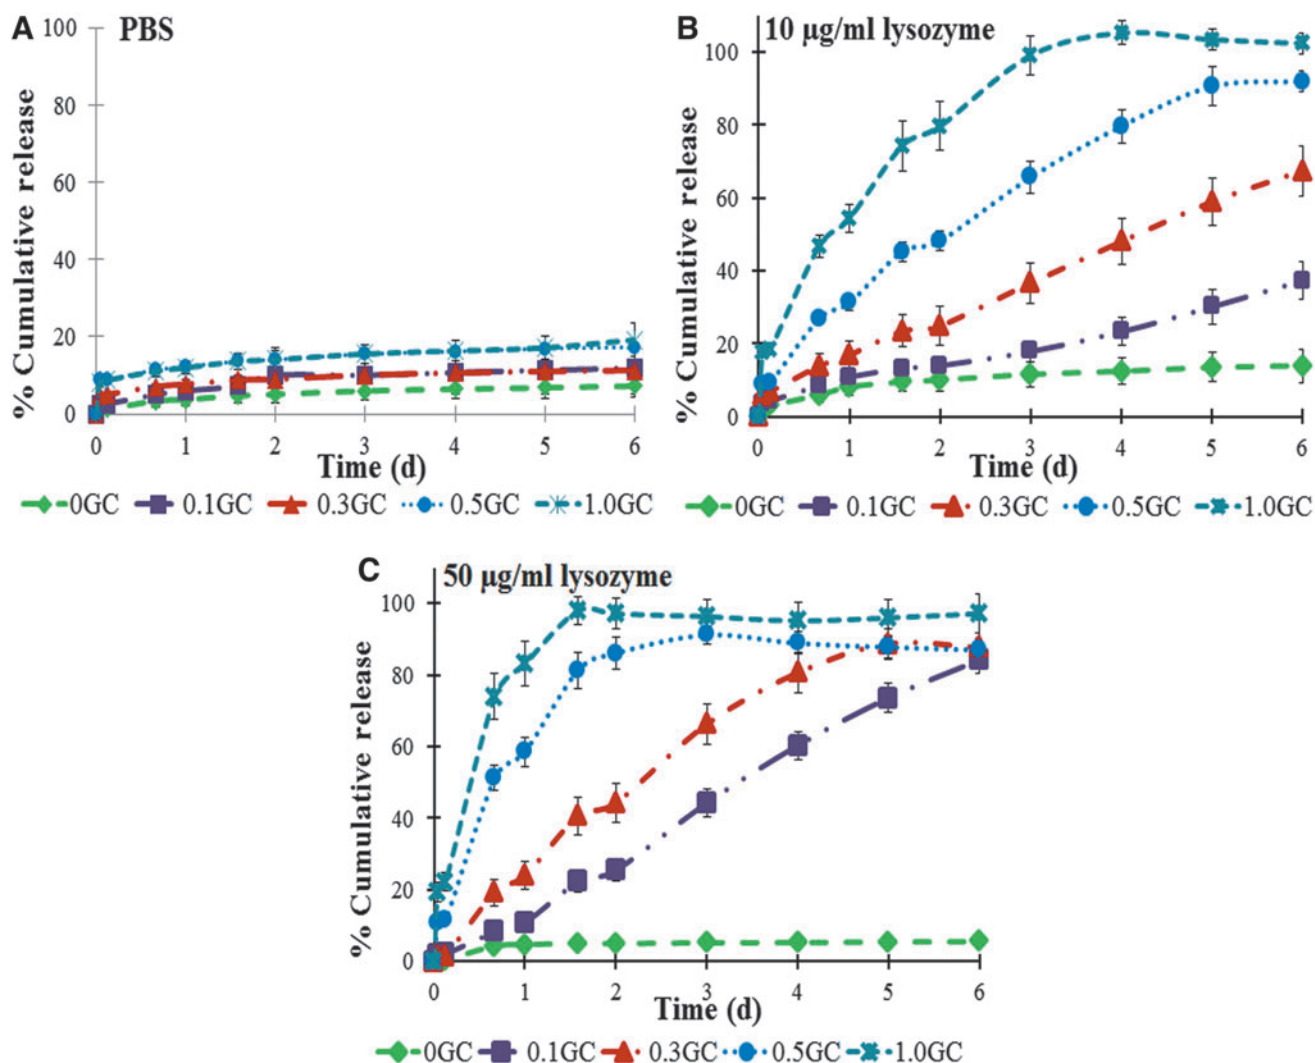 A PBS
% Cumulative release
100
80
60
40
20
0
0 1 2 3 4 5 6
Time (d)
0GC 0.1GC 0.3GC 0.5GC 1.0GC
B 10 µg/ml lysozyme
% Cumulative release
100
80
60
40
20
0
0 1 2 3 4 5 6
Time (d)
0GC 0.1GC 0.3GC 0.5GC 1.0GC
C 50 µg/ml lysozyme
% Cumulative release
100
80
60
40
20
0
0 1 2 3 4 5 6
Time (d)
0GC 0.1GC 0.3GC 0.5GC 1.0GC